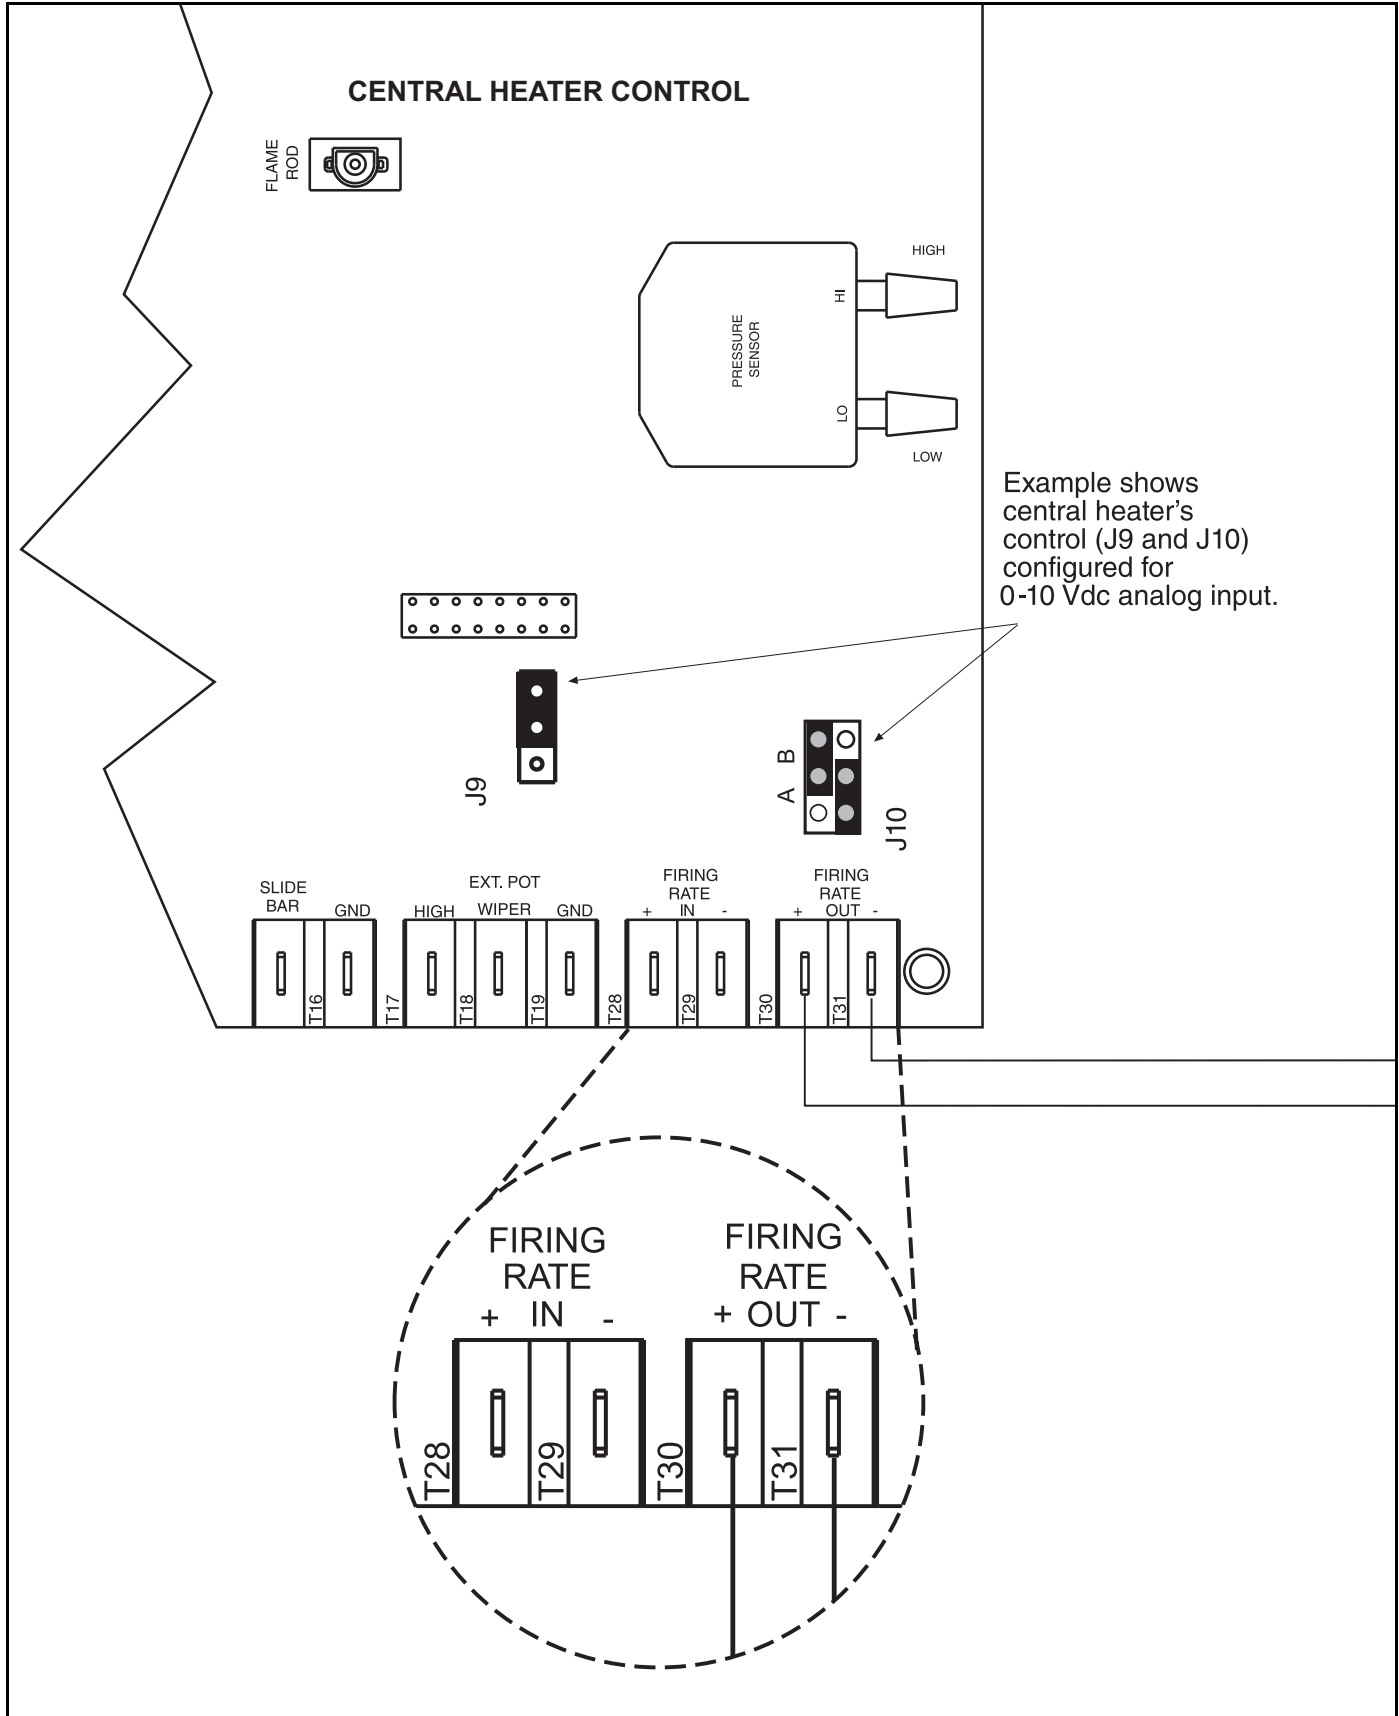 CENTRAL HEATER CONTROL
FLAME
ROD
HIGH
HI
PRESSURE
SENSOR
LO
LOW
Example shows
central heater's
control (J9 and J10)
configured for
0-10 Vdc analog input.
J9
A B
J10
SLIDE
BAR
GND
EXT. POT
HIGH WIPER GND
FIRING
RATE
+ IN -
FIRING
RATE
+ OUT -
T16
T17
T18
T19
T28
T29
T30
T31
FIRING
RATE
+ IN -
FIRING
RATE
+ OUT -
T28
T29
T30
T31